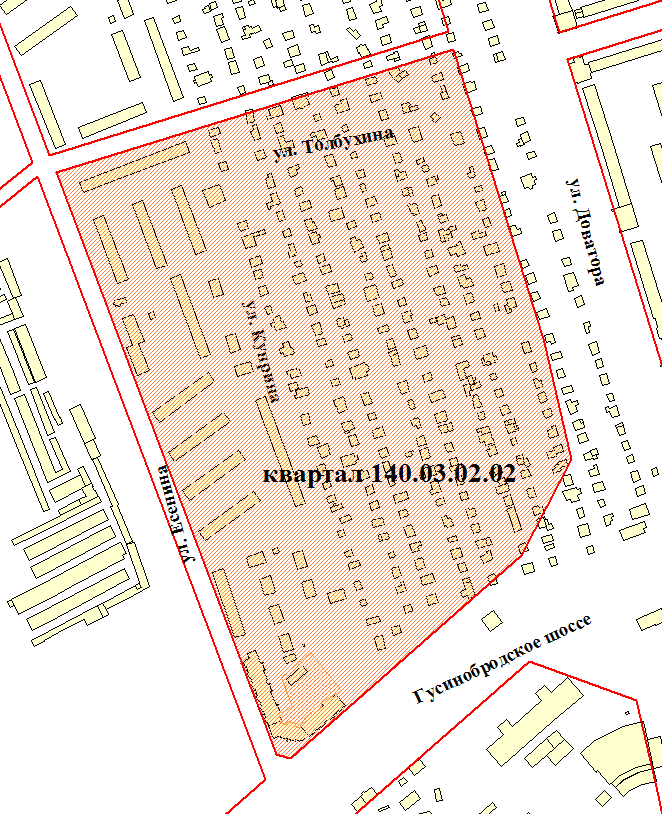 ул. Толбухина
ул. Доватора
ул. Куприна
квартал 140.03.02.02
ул. Есенина
Гусинобродское шоссе